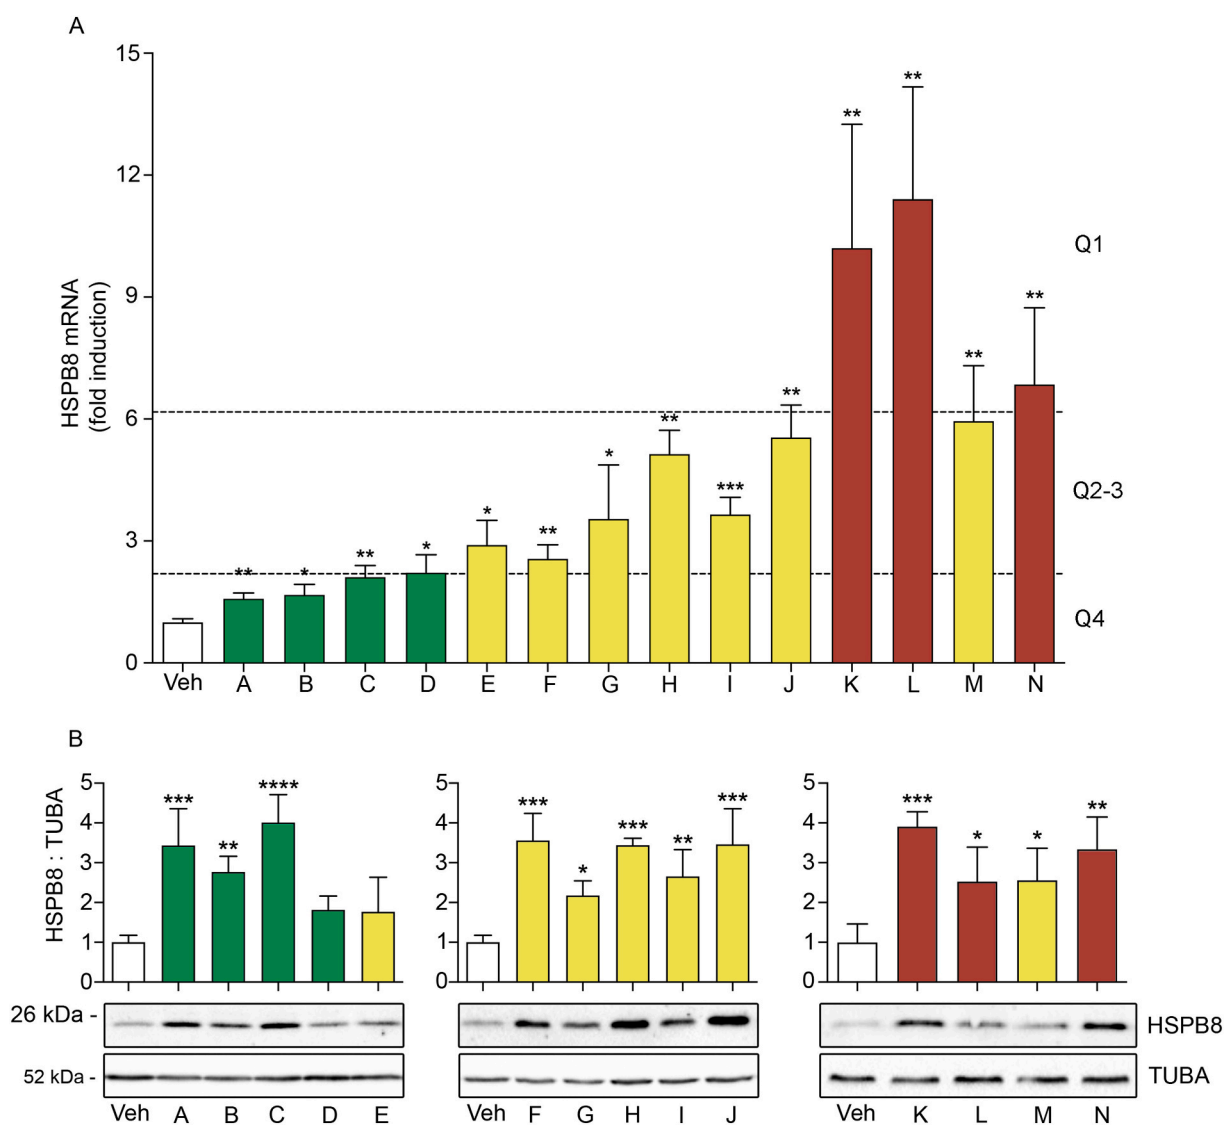 A
HSPB8 mRNA
(fold induction)
15
12
9
6
3
0
** * ** * * ** * ** *** ** ** ** ** **
Q1
Q2-3
Q4
Veh A B C D E F G H I J K L M N
B
HSPB8 : TUBA
5
4
3
2
1
0
*** ** ****
5
4
3
2
1
0
*** * *** ** ***
5
4
3
2
1
0
*** * * **
26 kDa -
HSPB8
52 kDa -
TUBA
Veh A B C D E
Veh F G H I J
Veh K L M N